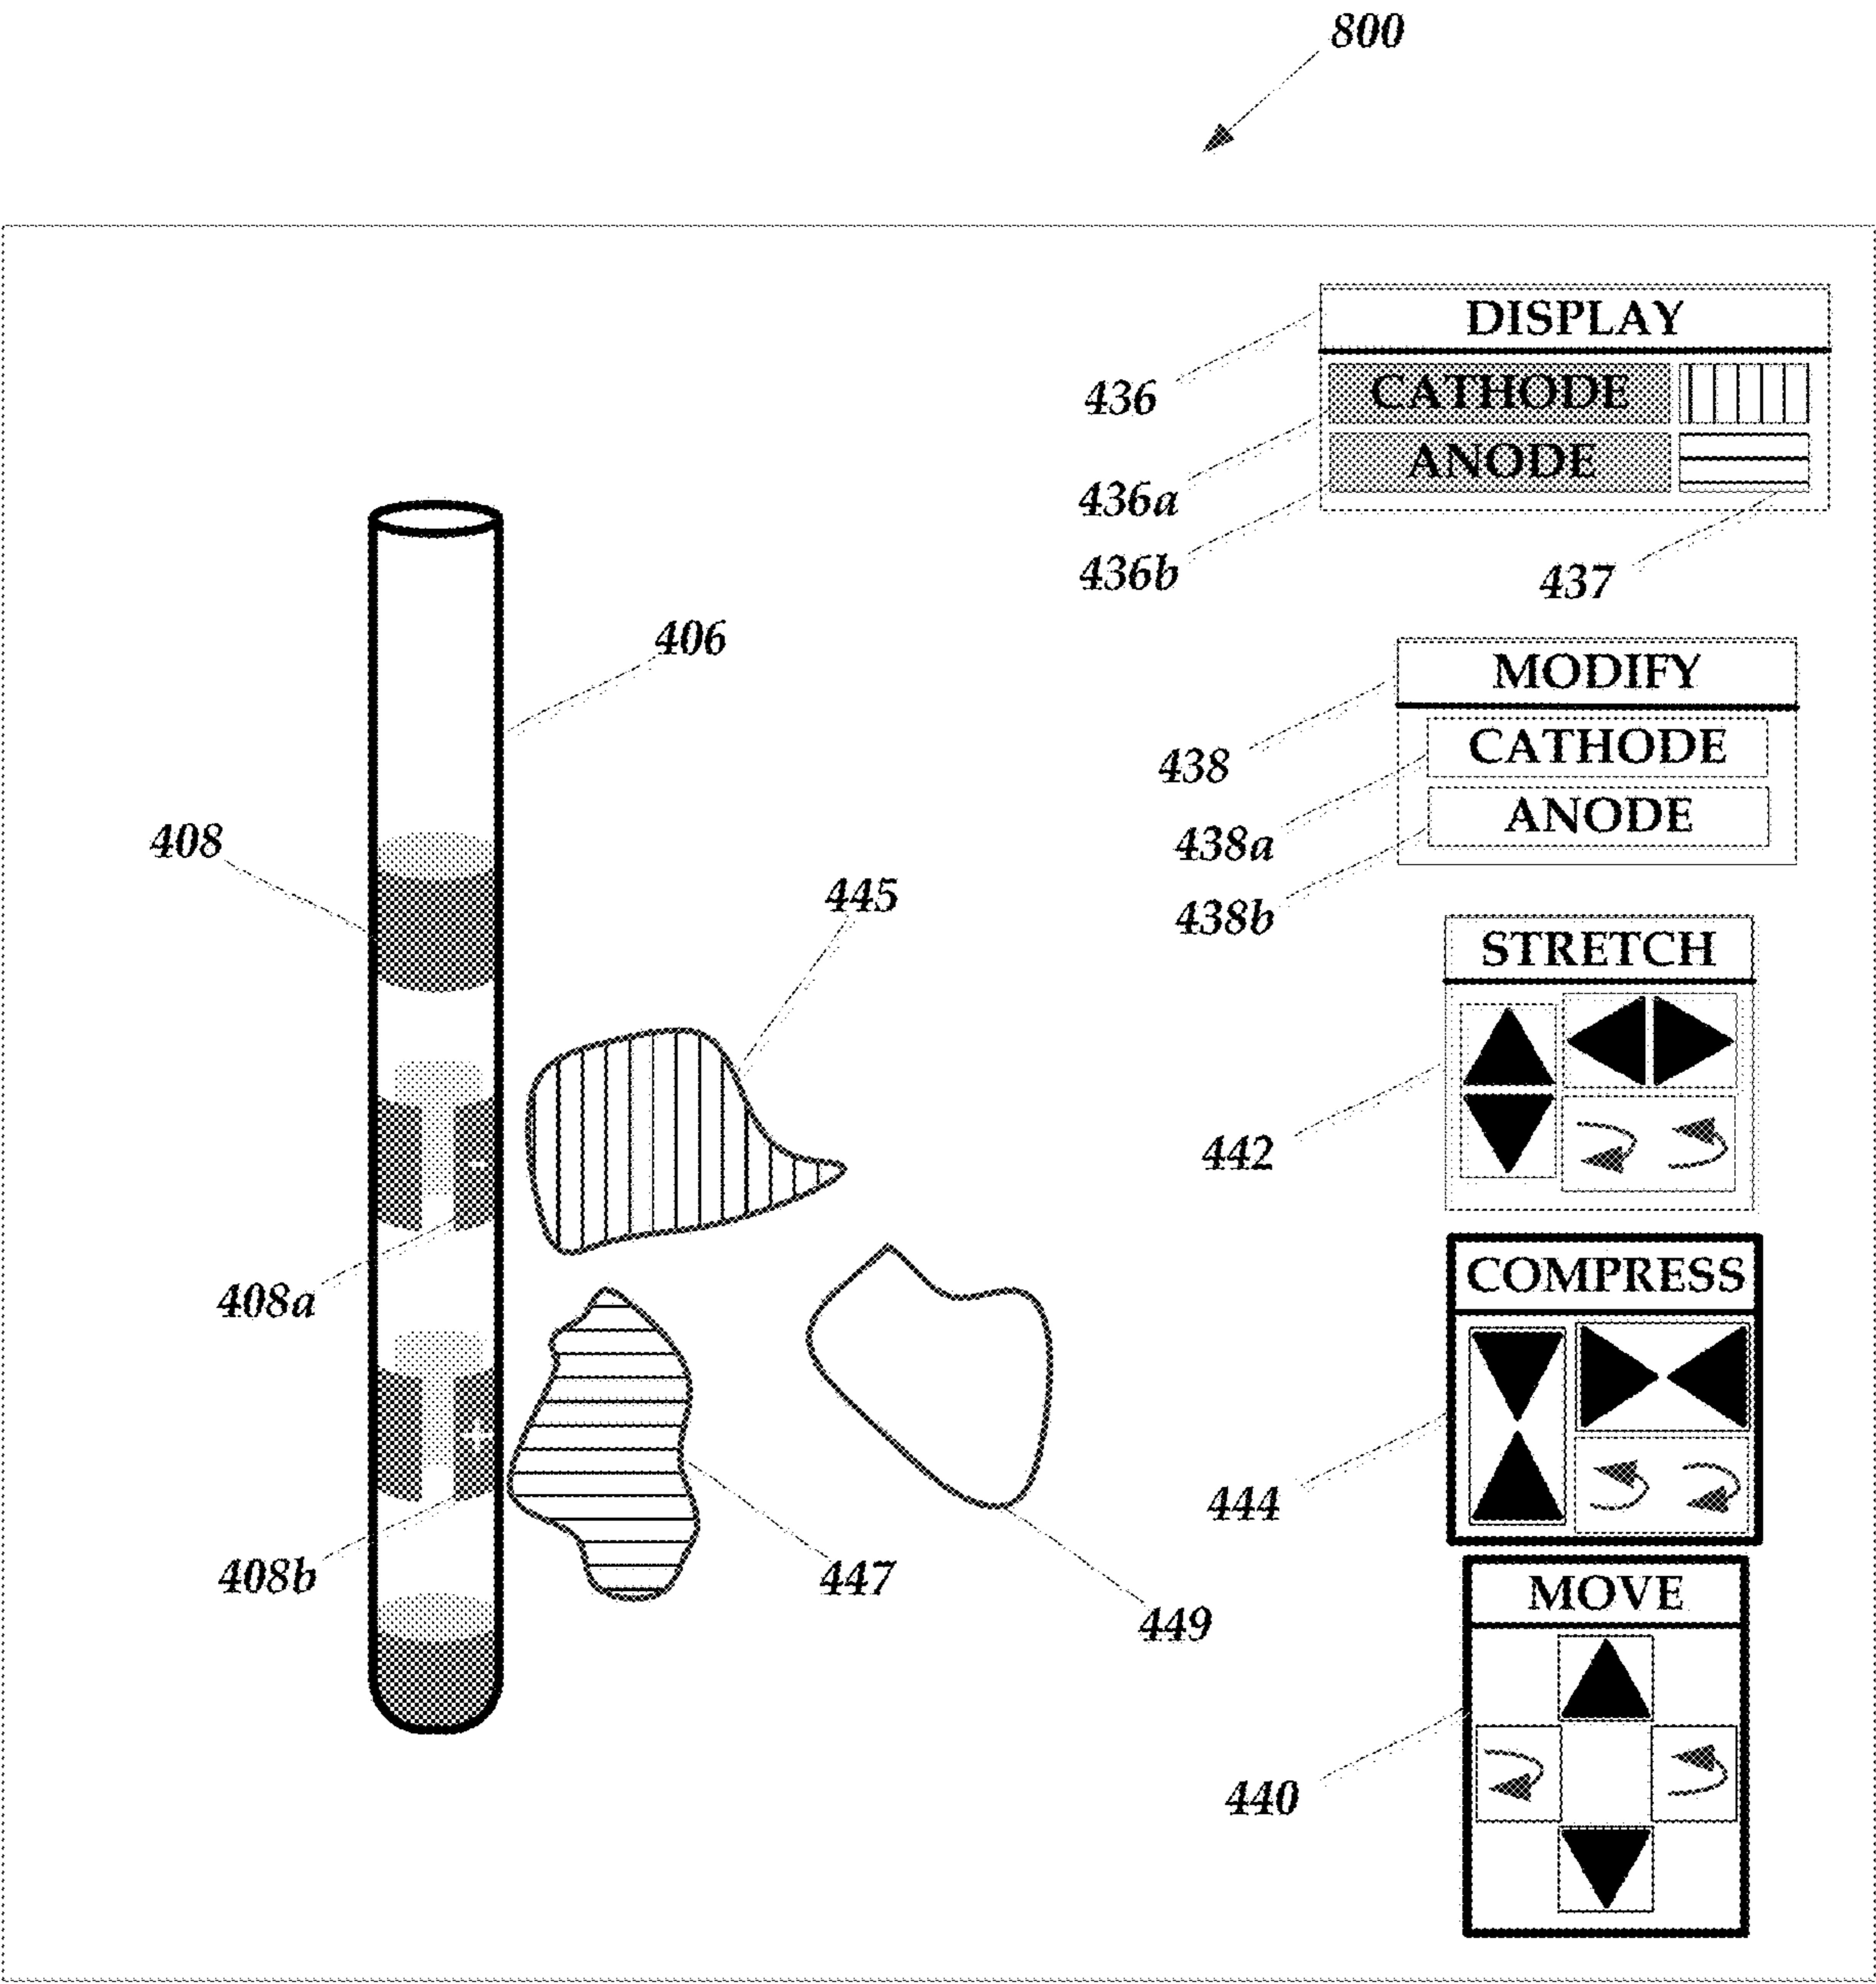 800
DISPLAY
436
CATHODE
436a
ANODE
436b
437
406
MODIFY
438
CATHODE
408
438a
ANODE
445
438b
STRETCH
442
-
408a
COMPRESS
+
444
408b
447
449
MOVE
440